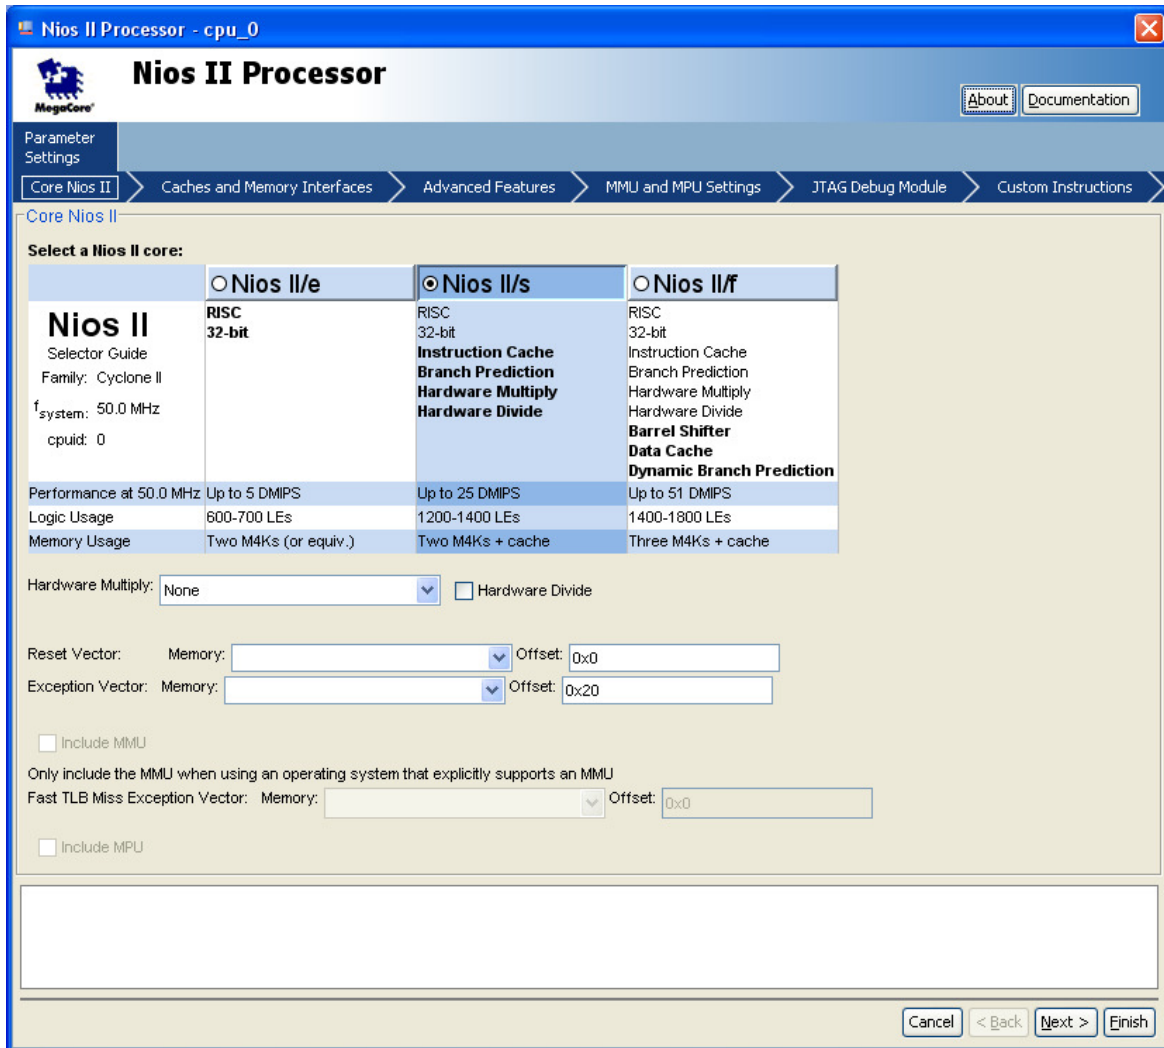 Nios II Processor - cpu_0
MegaCore®
Nios II Processor
About
Documentation
Parameter
Settings
Core Nios II
Caches and Memory Interfaces
Advanced Features
MMU and MPU Settings
JTAG Debug Module
Custom Instructions
Core Nios II
Select a Nios II core:
Nios II/e
Nios II/s
Nios II/f
Nios II
Selector Guide
Family: Cyclone II
fsystem: 50.0 MHz
cpuid: 0
RISC
32-bit
RISC
32-bit
Instruction Cache
Branch Prediction
Hardware Multiply
Hardware Divide
RISC
32-bit
Instruction Cache
Branch Prediction
Hardware Multiply
Hardware Divide
Barrel Shifter
Data Cache
Dynamic Branch Prediction
Performance at 50.0 MHz Up to 5 DMIPS Up to 25 DMIPS Up to 51 DMIPS
Logic Usage 600-700 LEs 1200-1400 LEs 1400-1800 LEs
Memory Usage Two M4Ks (or equiv.) Two M4Ks + cache Three M4Ks + cache
Hardware Multiply: None Hardware Divide
Reset Vector: Memory: Offset: 0x0
Exception Vector: Memory: Offset: 0x20
Include MMU
Only include the MMU when using an operating system that explicitly supports an MMU
Fast TLB Miss Exception Vector: Memory: Offset: 0x0
Include MPU
Cancel < Back Next > Finish